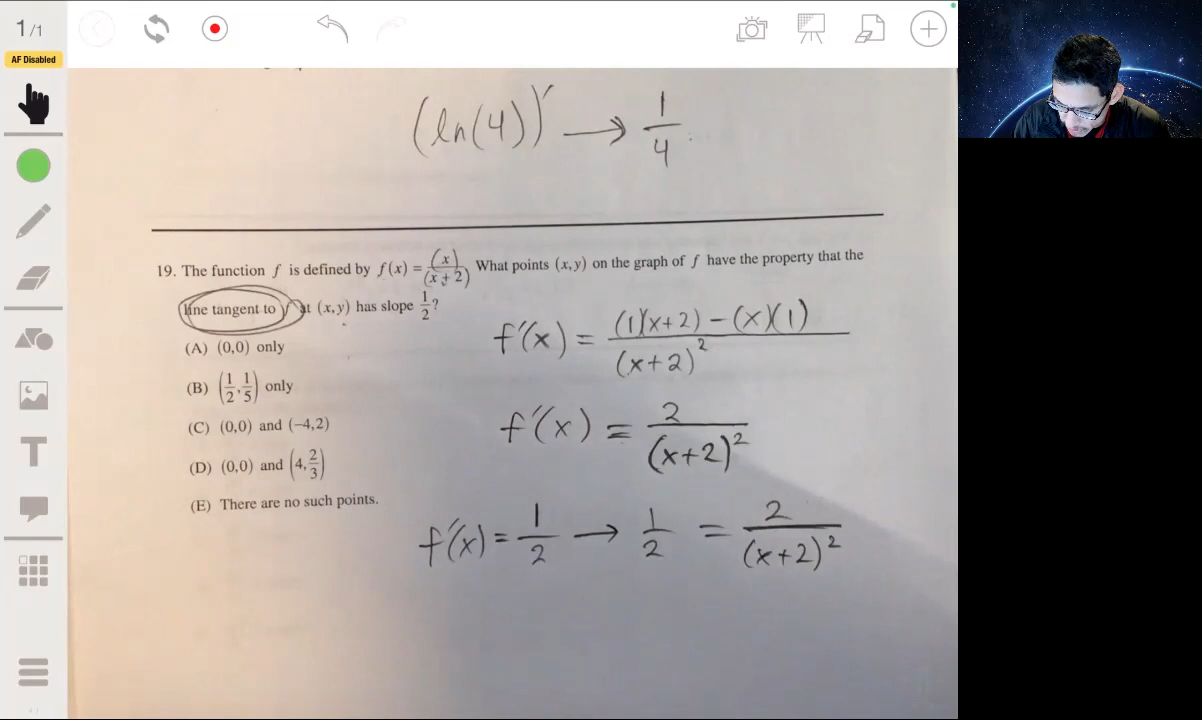 1/1
AF Disabled
(ln(4))′ → 1/4
19. The function f is defined by f(x) = (x)/(x + 2). What points (x, y) on the graph of f have the property that the
line tangent to f at (x, y) has slope 1/2?
(A) (0,0) only
(B) (1/2, 1/5) only
(C) (0,0) and (−4,2)
(D) (0,0) and (4, 2/3)
(E) There are no such points.
f′(x) = (1)(x+2) − (x)(1) / (x+2)²
f′(x) = 2 / (x+2)²
f′(x) = 1/2 → 1/2 = 2 / (x+2)²
T